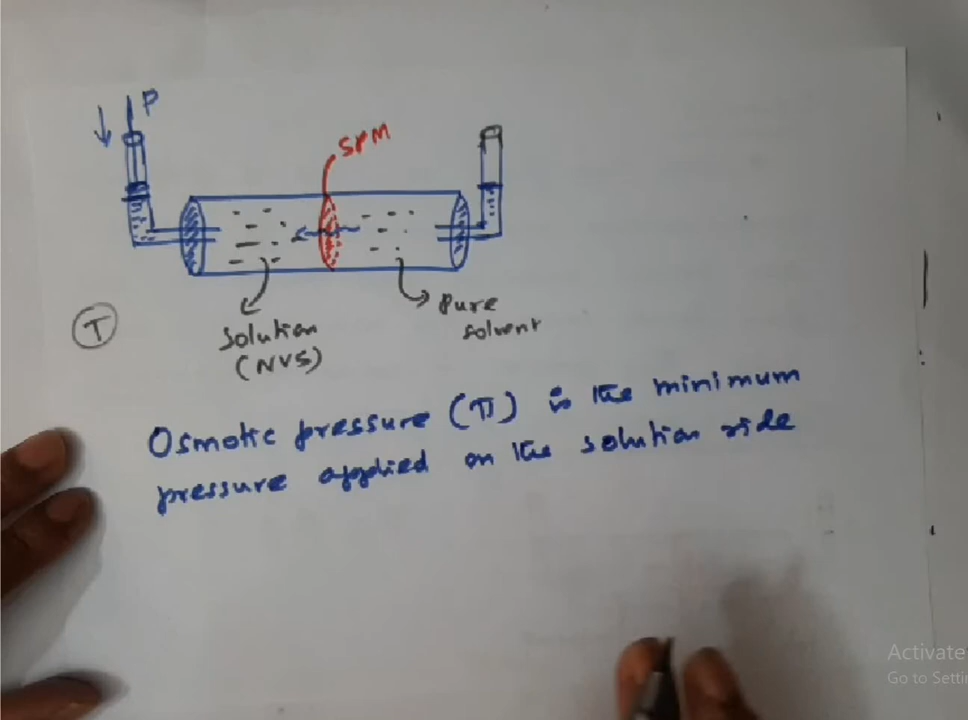 P
SPM
Solution
(NVS)
Pure
solvent
T
Osmotic pressure (π) is the minimum
pressure applied on the solution side
Activate
Go to Settin